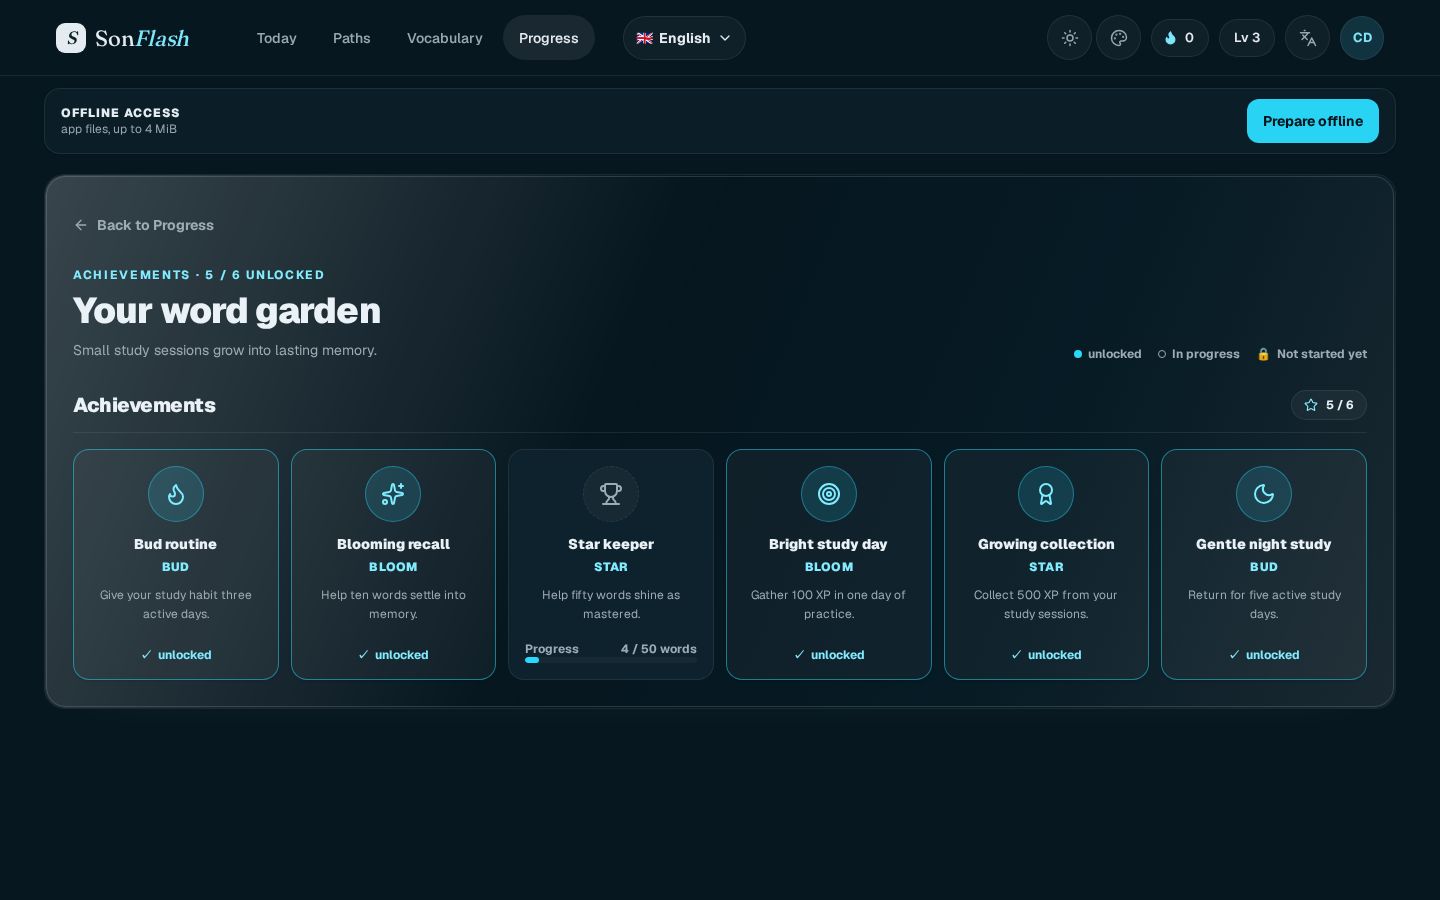 S SonFlash
Today
Paths
Vocabulary
Progress
English
0
Lv 3
CD
OFFLINE ACCESS
app files, up to 4 MiB
Prepare offline
Back to Progress
ACHIEVEMENTS · 5 / 6 UNLOCKED
Your word garden
Small study sessions grow into lasting memory.
unlocked
In progress
Not started yet
Achievements
5 / 6
Bud routine
BUD
Give your study habit three
active days.
✓ unlocked
Blooming recall
BLOOM
Help ten words settle into
memory.
✓ unlocked
Star keeper
STAR
Help fifty words shine as
mastered.
Progress
4 / 50 words
Bright study day
BLOOM
Gather 100 XP in one day of
practice.
✓ unlocked
Growing collection
STAR
Collect 500 XP from your
study sessions.
✓ unlocked
Gentle night study
BUD
Return for five active study
days.
✓ unlocked